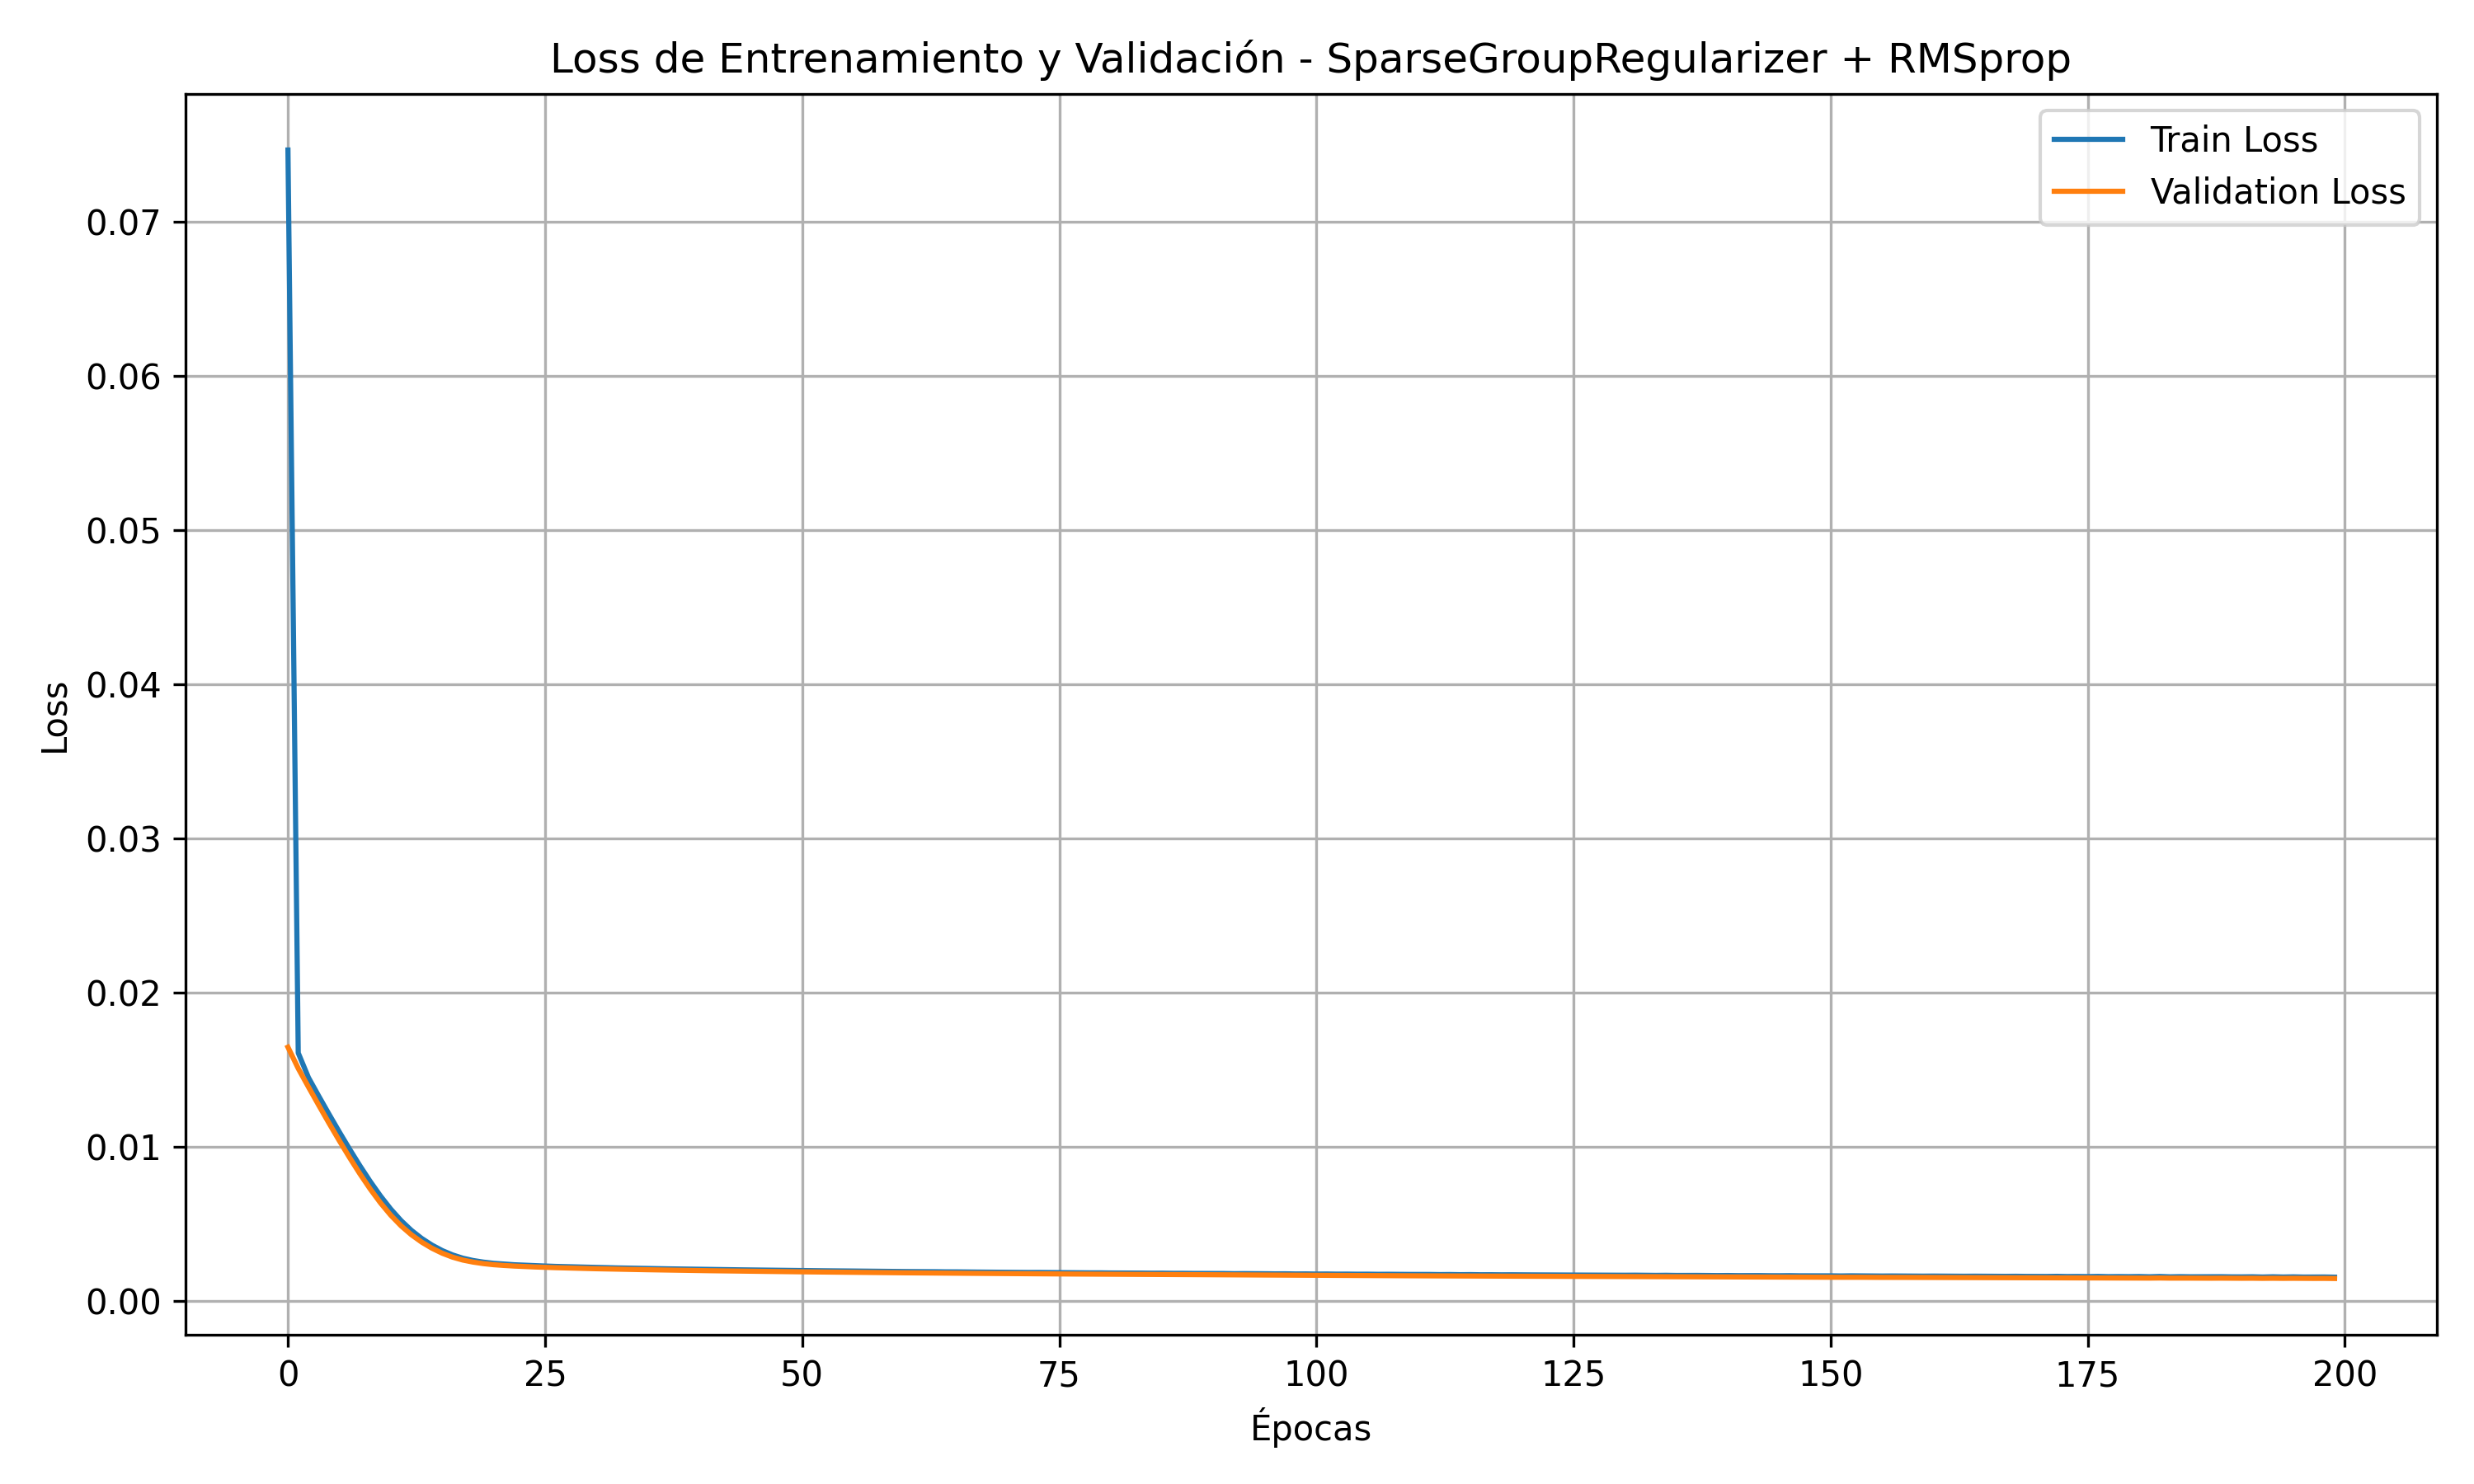 Loss de Entrenamiento y Validación - SparseGroupRegularizer + RMSprop
Train Loss
Validation Loss
0.07
0.06
0.05
0.04
0.03
0.02
0.01
0.00
Loss
0 25 50 75 100 125 150 175 200
Épocas